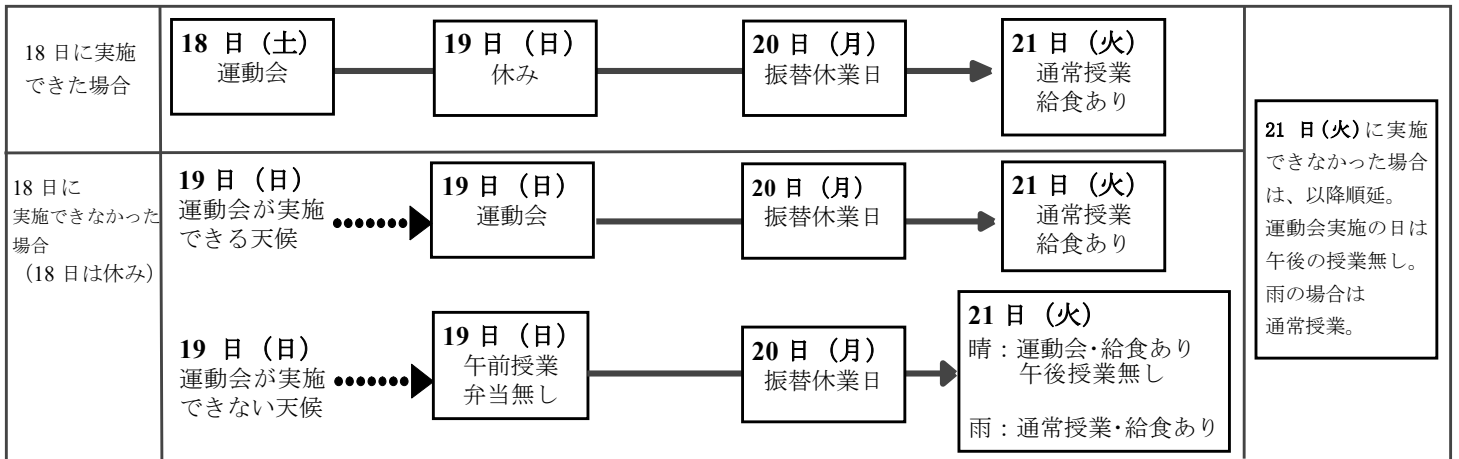 18 日に実施
できた場合
18 日（土）
運動会
19 日（日）
休み
20 日（月）
振替休業日
21 日（火）
通常授業
給食あり
18 日に
実施できなかった
場合
（18 日は休み）
19 日（日）
運動会が実施
できる天候
19 日（日）
運動会
20 日（月）
振替休業日
21 日（火）
通常授業
給食あり
19 日（日）
運動会が実施
できない天候
19 日（日）
午前授業
弁当無し
20 日（月）
振替休業日
21 日（火）
晴：運動会・給食あり
午後授業無し
雨：通常授業・給食あり
21 日（火）に実施
できなかった場合
は、以降順延。
運動会実施の日は
午後の授業無し。
雨の場合は
通常授業。